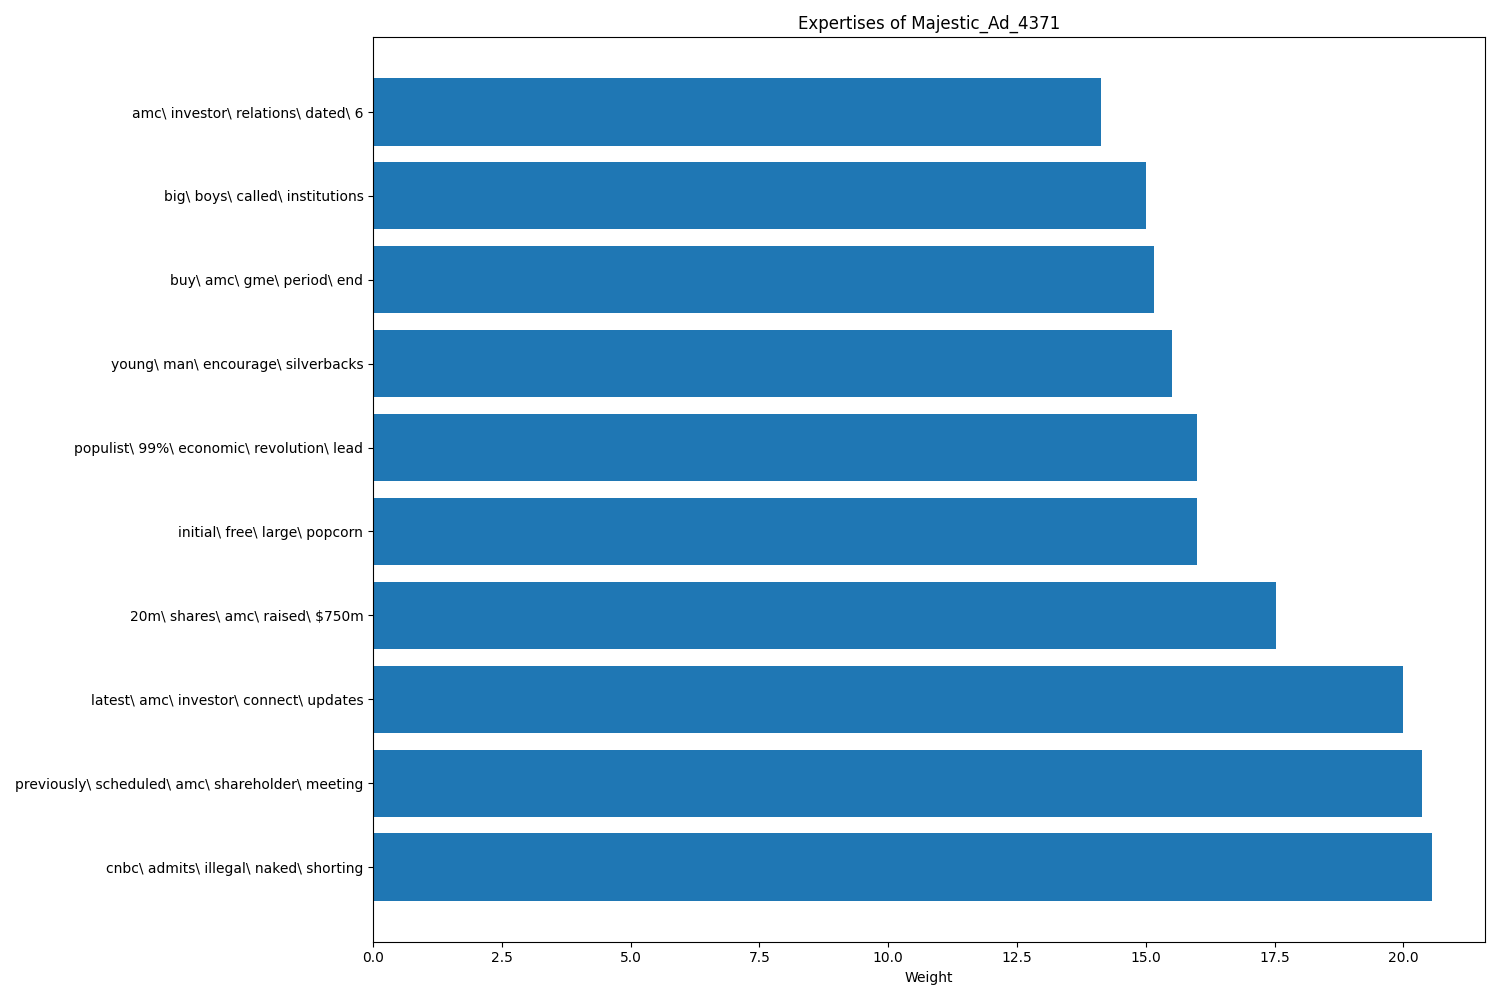 Expertises of Majestic_Ad_4371
amc\ investor\ relations\ dated\ 6
big\ boys\ called\ institutions
buy\ amc\ gme\ period\ end
young\ man\ encourage\ silverbacks
populist\ 99%\ economic\ revolution\ lead
initial\ free\ large\ popcorn
20m\ shares\ amc\ raised\ $750m
latest\ amc\ investor\ connect\ updates
previously\ scheduled\ amc\ shareholder\ meeting
cnbc\ admits\ illegal\ naked\ shorting
0.0 2.5 5.0 7.5 10.0 12.5 15.0 17.5 20.0
Weight